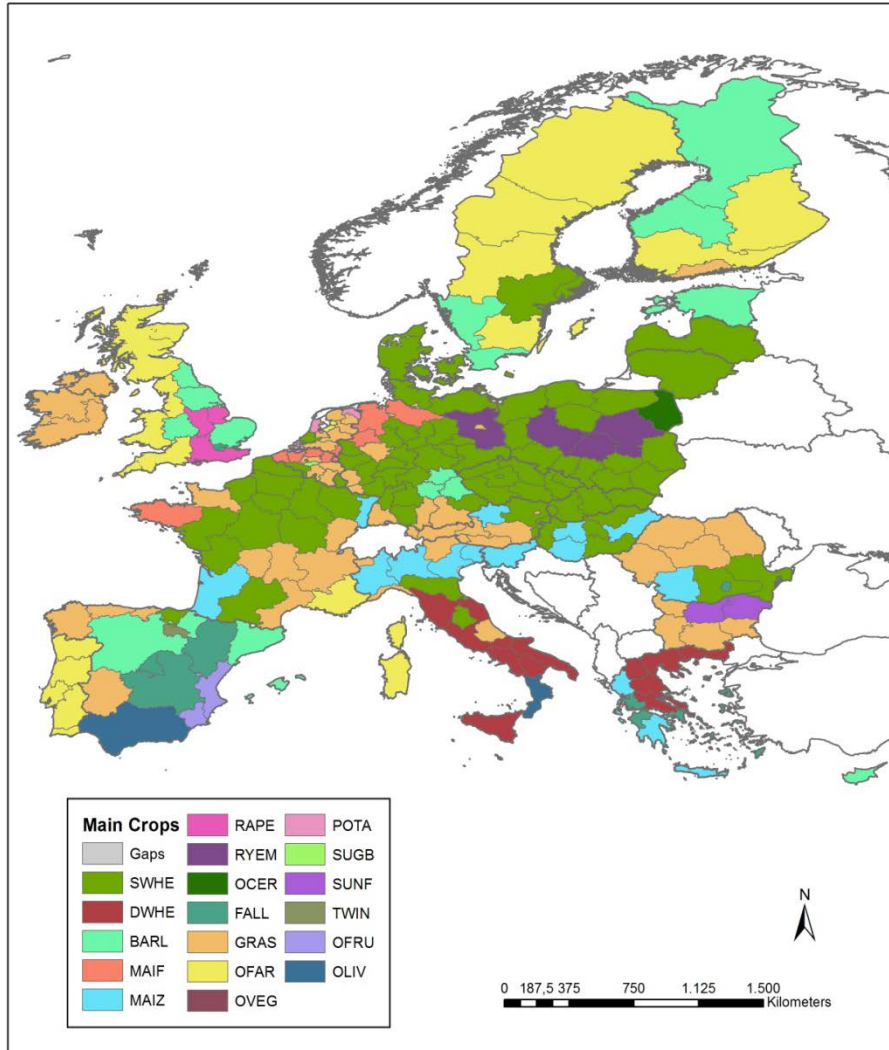 Main Crops
RAPE
POTA
Gaps
RYEM
SUGB
SWHE
OCER
SUNF
DWHE
FALL
TWIN
BARL
GRAS
OFRU
MAIF
OFAR
OLIV
MAIZ
OVEG
N
0 187,5 375 750 1.125 1.500
Kilometers